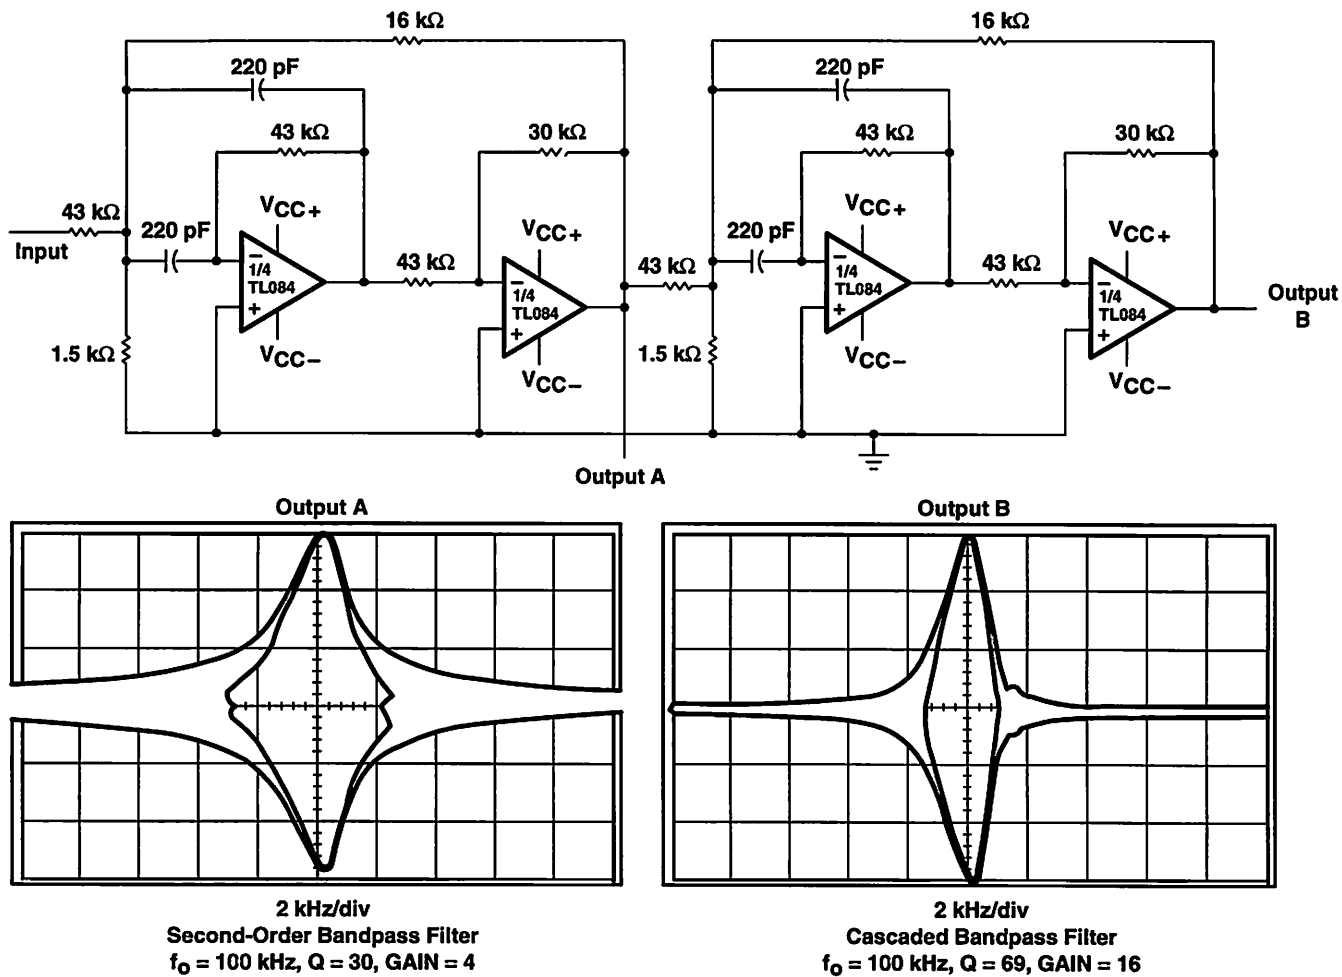 16 kΩ
16 kΩ
220 pF
220 pF
43 kΩ
30 kΩ
43 kΩ
30 kΩ
43 kΩ
Input
220 pF
VCC+
−
1/4
TL084
+
VCC−
43 kΩ
VCC+
−
1/4
TL084
+
VCC−
43 kΩ
220 pF
VCC+
−
1/4
TL084
+
VCC−
43 kΩ
VCC+
−
1/4
TL084
+
VCC−
Output
B
1.5 kΩ
1.5 kΩ
Output A
Output A
Output B
2 kHz/div
Second-Order Bandpass Filter
fo = 100 kHz, Q = 30, GAIN = 4
2 kHz/div
Cascaded Bandpass Filter
fo = 100 kHz, Q = 69, GAIN = 16